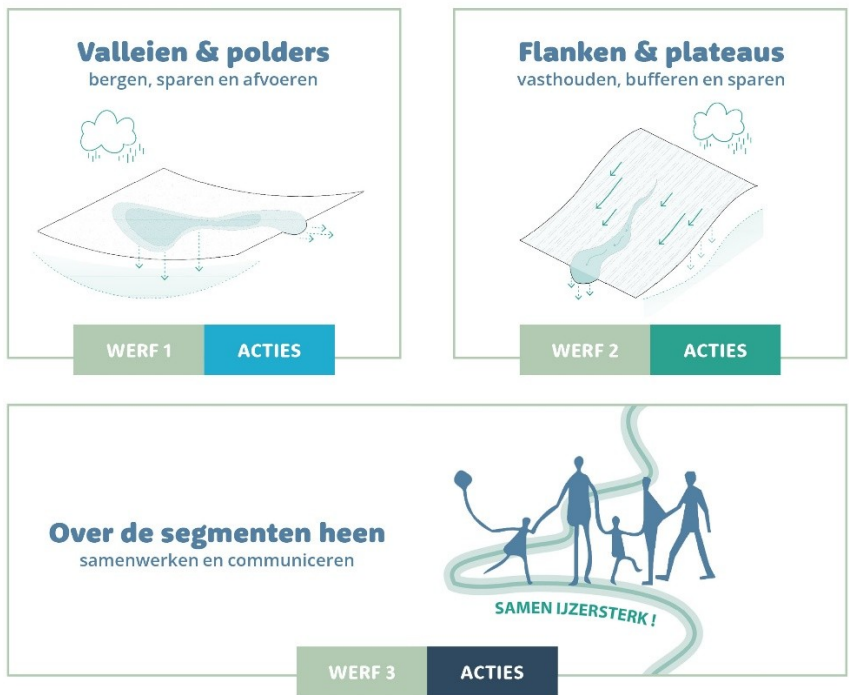 Valleien & polders
bergen, sparen en afvoeren
WERF 1
ACTIES
Flanken & plateaus
vasthouden, bufferen en sparen
WERF 2
ACTIES
Over de segmenten heen
samenwerken en communiceren
SAMEN IJZERSTERK!
WERF 3
ACTIES